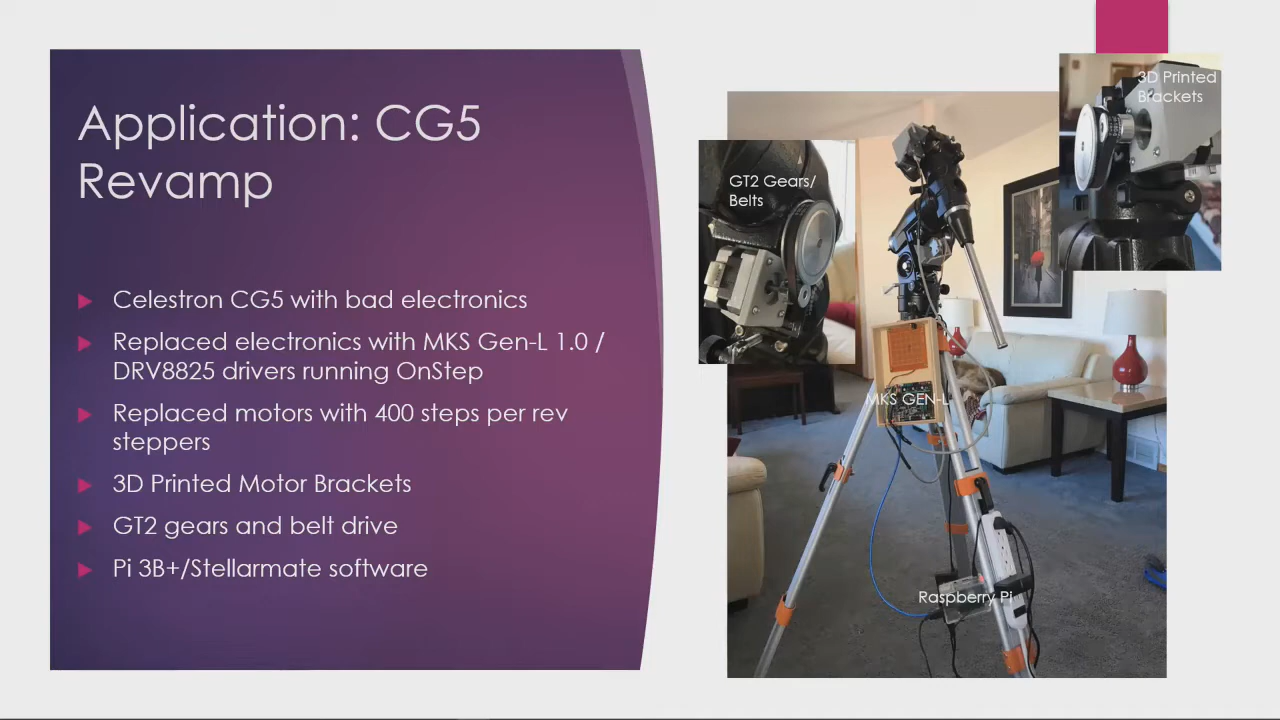 Application: CG5
Revamp
Celestron CG5 with bad electronics
Replaced electronics with MKS Gen-L 1.0 /
DRV8825 drivers running OnStep
Replaced motors with 400 steps per rev
steppers
3D Printed Motor Brackets
GT2 gears and belt drive
Pi 3B+/Stellarmate software
GT2 Gears/
Belts
3D Printed
Brackets
MKS GEN-L
Raspberry Pi